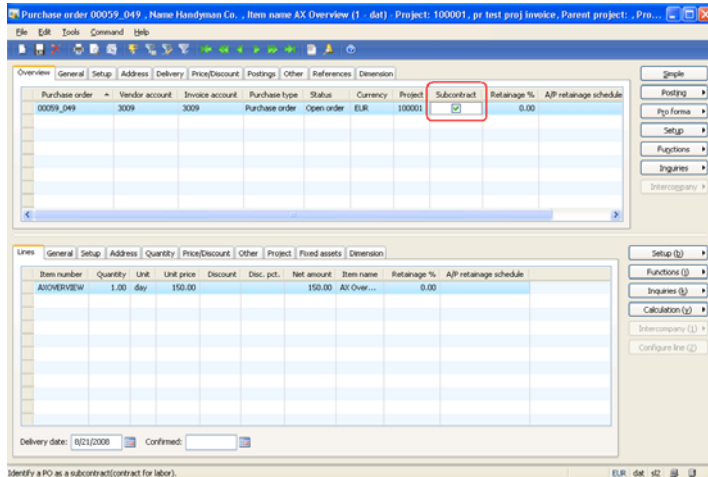 Purchase order 00059_049 , Name Handyman Co. , Item name AX Overview (1 - dat) - Project: 100001 , pr test proj invoice, Parent project: , Pro...
File Edit Tools Command Help
Overview General Setup Address Delivery Price/Discount Postings Other References Dimension
Simple
Purchase order Vendor account Invoice account Purchase type Status Currency Project Subcontract Retainage % A/P retainage schedule
00059_049 3009 3009 Purchase order Open order EUR 100001 0.00
Posting
Pro forma
Setup
Functions
Inquiries
Intercompany
Lines General Setup Address Quantity Price/Discount Other Project Fixed assets Dimension
Setup (b)
Item number Quantity Unit Unit price Discount Disc. pct. Net amount Item name Retainage % A/P retainage schedule
AXOVERVIEW 1.00 day 150.00 150.00 AX Over... 0.00
Functions (j)
Inquiries (k)
Calculation (y)
Intercompany (1)
Configure line (Z)
Delivery date: 8/21/2008 Confirmed:
Identify a PO as a subcontract(contract for labor).
EUR dat sl2